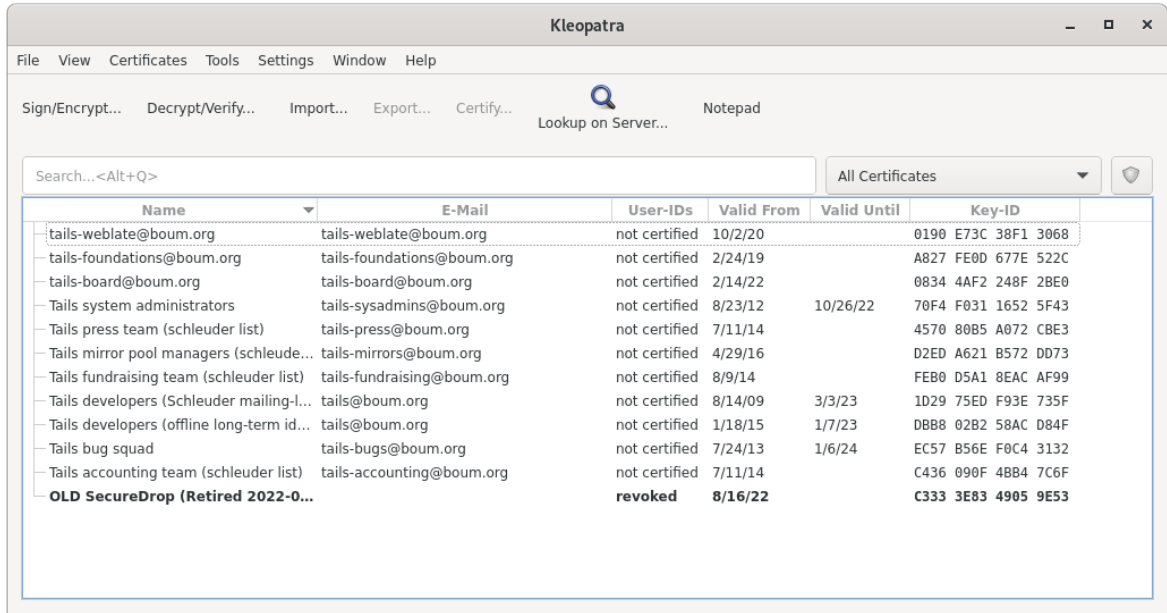 Kleopatra
File View Certificates Tools Settings Window Help
Sign/Encrypt... Decrypt/Verify... Import... Export... Certify... Lookup on Server... Notepad
Search...<Alt+Q> All Certificates
Name E-Mail User-IDs Valid From Valid Until Key-ID
tails-weblate@boum.org tails-weblate@boum.org not certified 10/2/20 0190 E73C 38F1 3068
tails-foundations@boum.org tails-foundations@boum.org not certified 2/24/19 A827 FE0D 677E 522C
tails-board@boum.org tails-board@boum.org not certified 2/14/22 0834 4AF2 248F 2BE0
Tails system administrators tails-sysadmins@boum.org not certified 8/23/12 10/26/22 70F4 F031 1652 5F43
Tails press team (schleuder list) tails-press@boum.org not certified 7/11/14 4570 80B5 A072 CBE3
Tails mirror pool managers (schleude... tails-mirrors@boum.org not certified 4/29/16 D2ED A621 B572 DD73
Tails fundraising team (schleuder list) tails-fundraising@boum.org not certified 8/9/14 FEB0 D5A1 8EAC AF99
Tails developers (Schleuder mailing-l... tails@boum.org not certified 8/14/09 3/3/23 1D29 75ED F93E 735F
Tails developers (offline long-term id... tails@boum.org not certified 1/18/15 1/7/23 DBB8 02B2 58AC D84F
Tails bug squad tails-bugs@boum.org not certified 7/24/13 1/6/24 EC57 B56E F0C4 3132
Tails accounting team (schleuder list) tails-accounting@boum.org not certified 7/11/14 C436 090F 4BB4 7C6F
OLD SecureDrop (Retired 2022-0... revoked 8/16/22 C333 3E83 4905 9E53